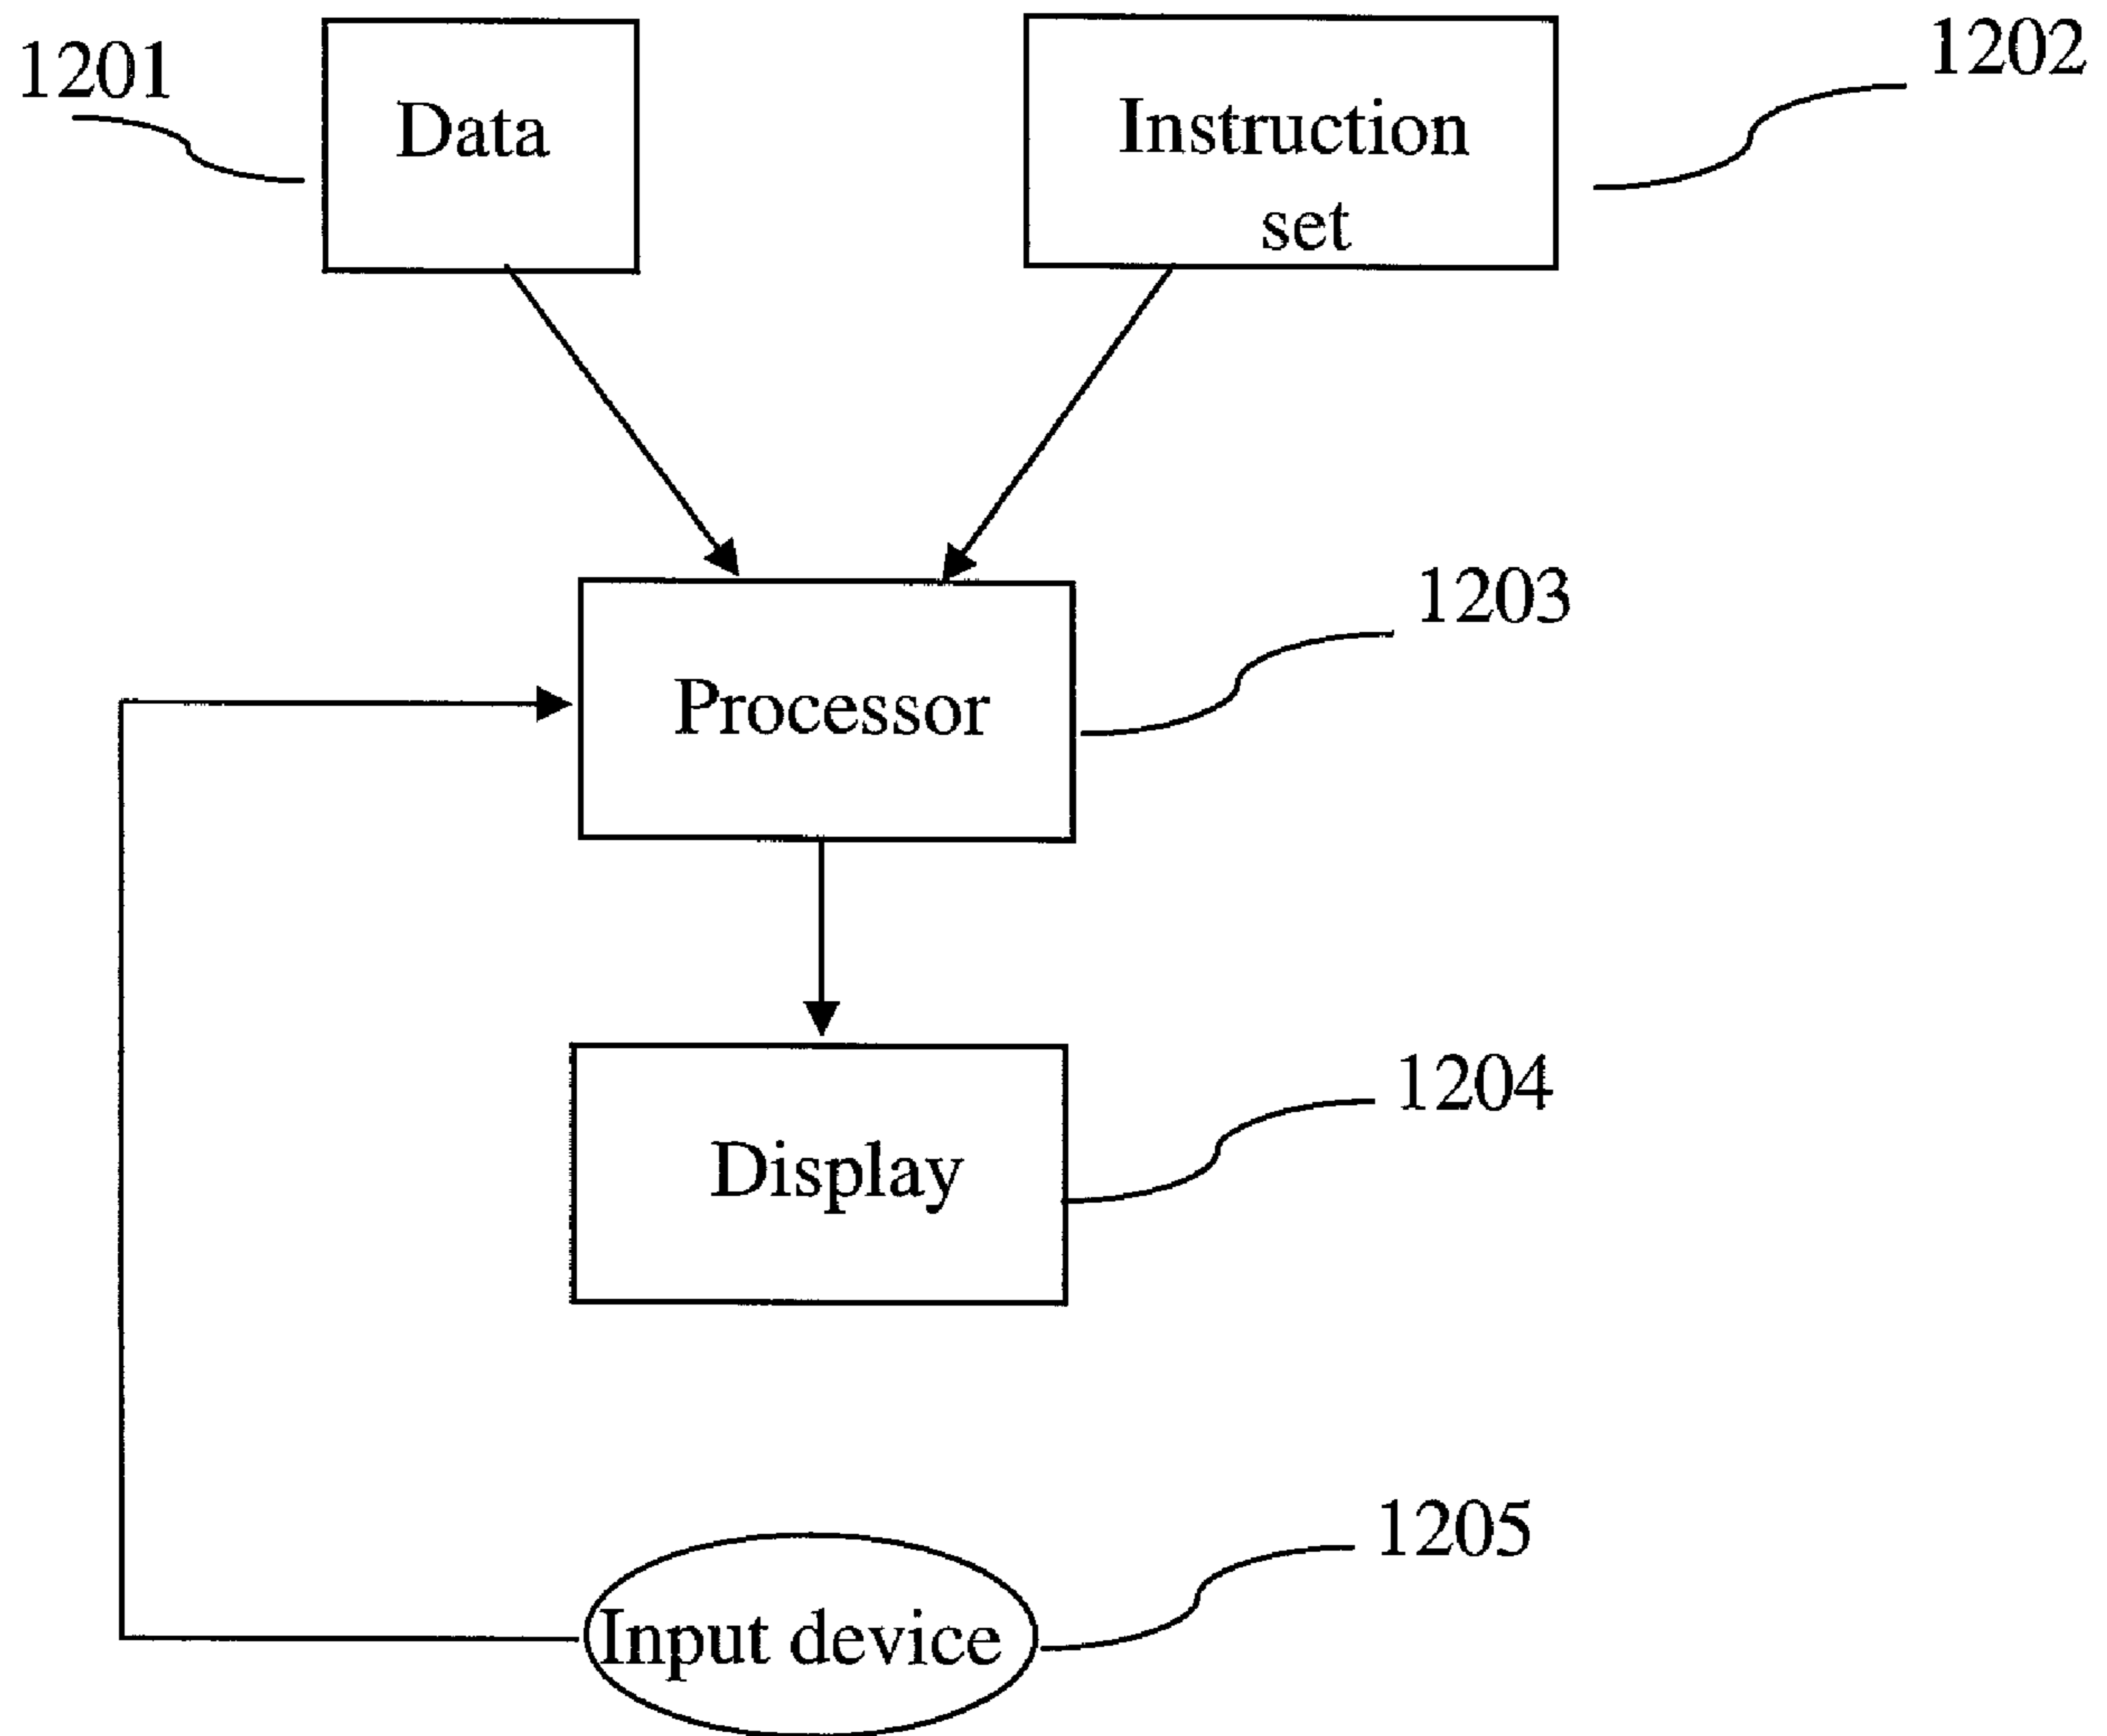 1201
Data
1202
Instruction
set
1203
Processor
1204
Display
1205
Input device